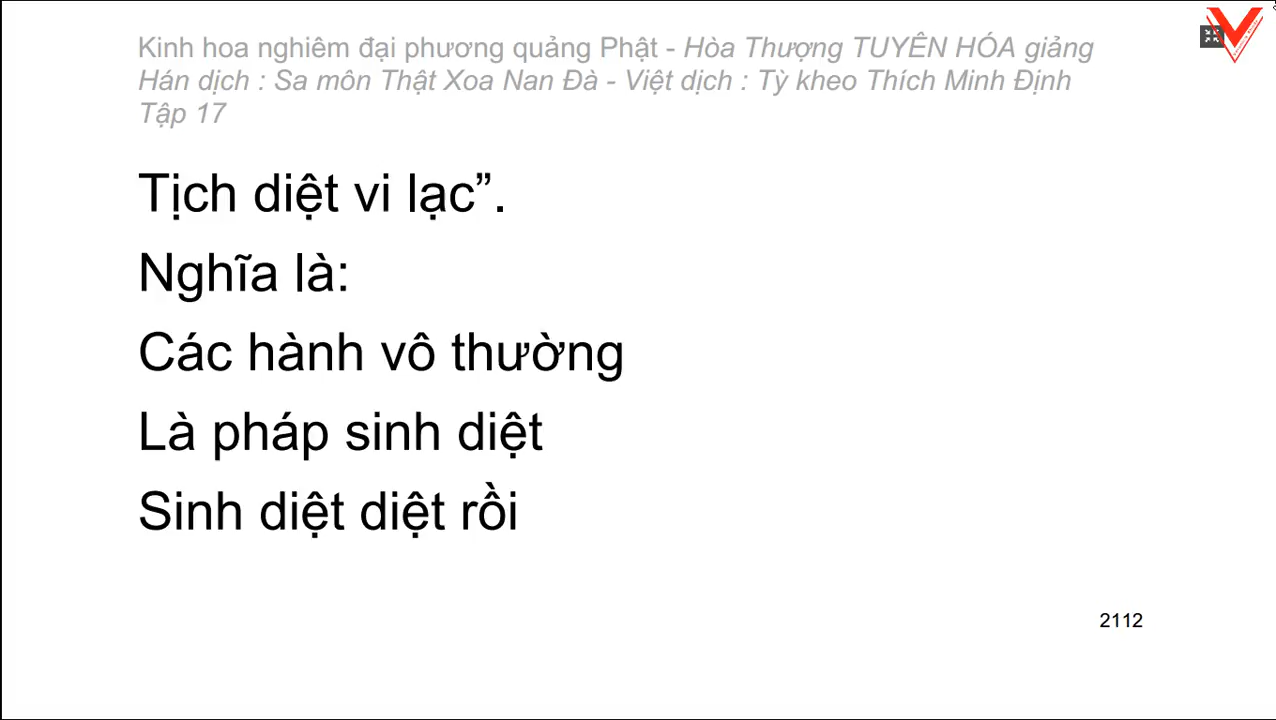 Kinh hoa nghiêm đại phương quảng Phật - Hòa Thượng TUYÊN HÓA giảng
Hán dịch : Sa môn Thật Xoa Nan Đà - Việt dịch : Tỳ kheo Thích Minh Định
Tập 17
Tịch diệt vi lạc”.
Nghĩa là:
Các hành vô thường
Là pháp sinh diệt
Sinh diệt diệt rồi
2112